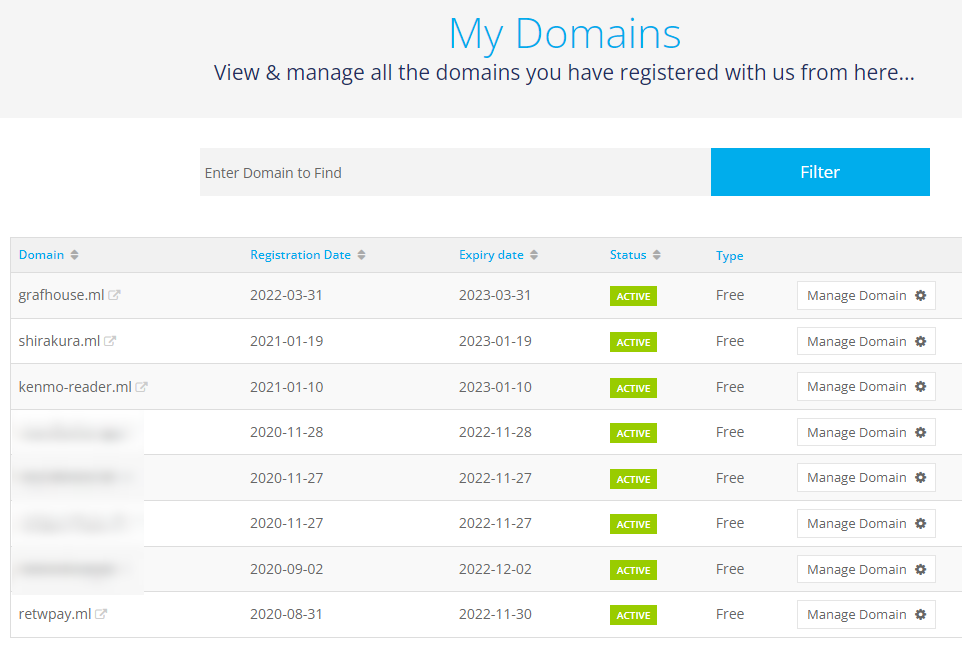 My Domains
View & manage all the domains you have registered with us from here...
Enter Domain to Find Filter
Domain Registration Date Expiry date Status Type
grafhouse.ml 2022-03-31 2023-03-31 ACTIVE Free Manage Domain
shirakura.ml 2021-01-19 2023-01-19 ACTIVE Free Manage Domain
kenmo-reader.ml 2021-01-10 2023-01-10 ACTIVE Free Manage Domain
2020-11-28 2022-11-28 ACTIVE Free Manage Domain
2020-11-27 2022-11-27 ACTIVE Free Manage Domain
2020-11-27 2022-11-27 ACTIVE Free Manage Domain
2020-09-02 2022-12-02 ACTIVE Free Manage Domain
retwpay.ml 2020-08-31 2022-11-30 ACTIVE Free Manage Domain